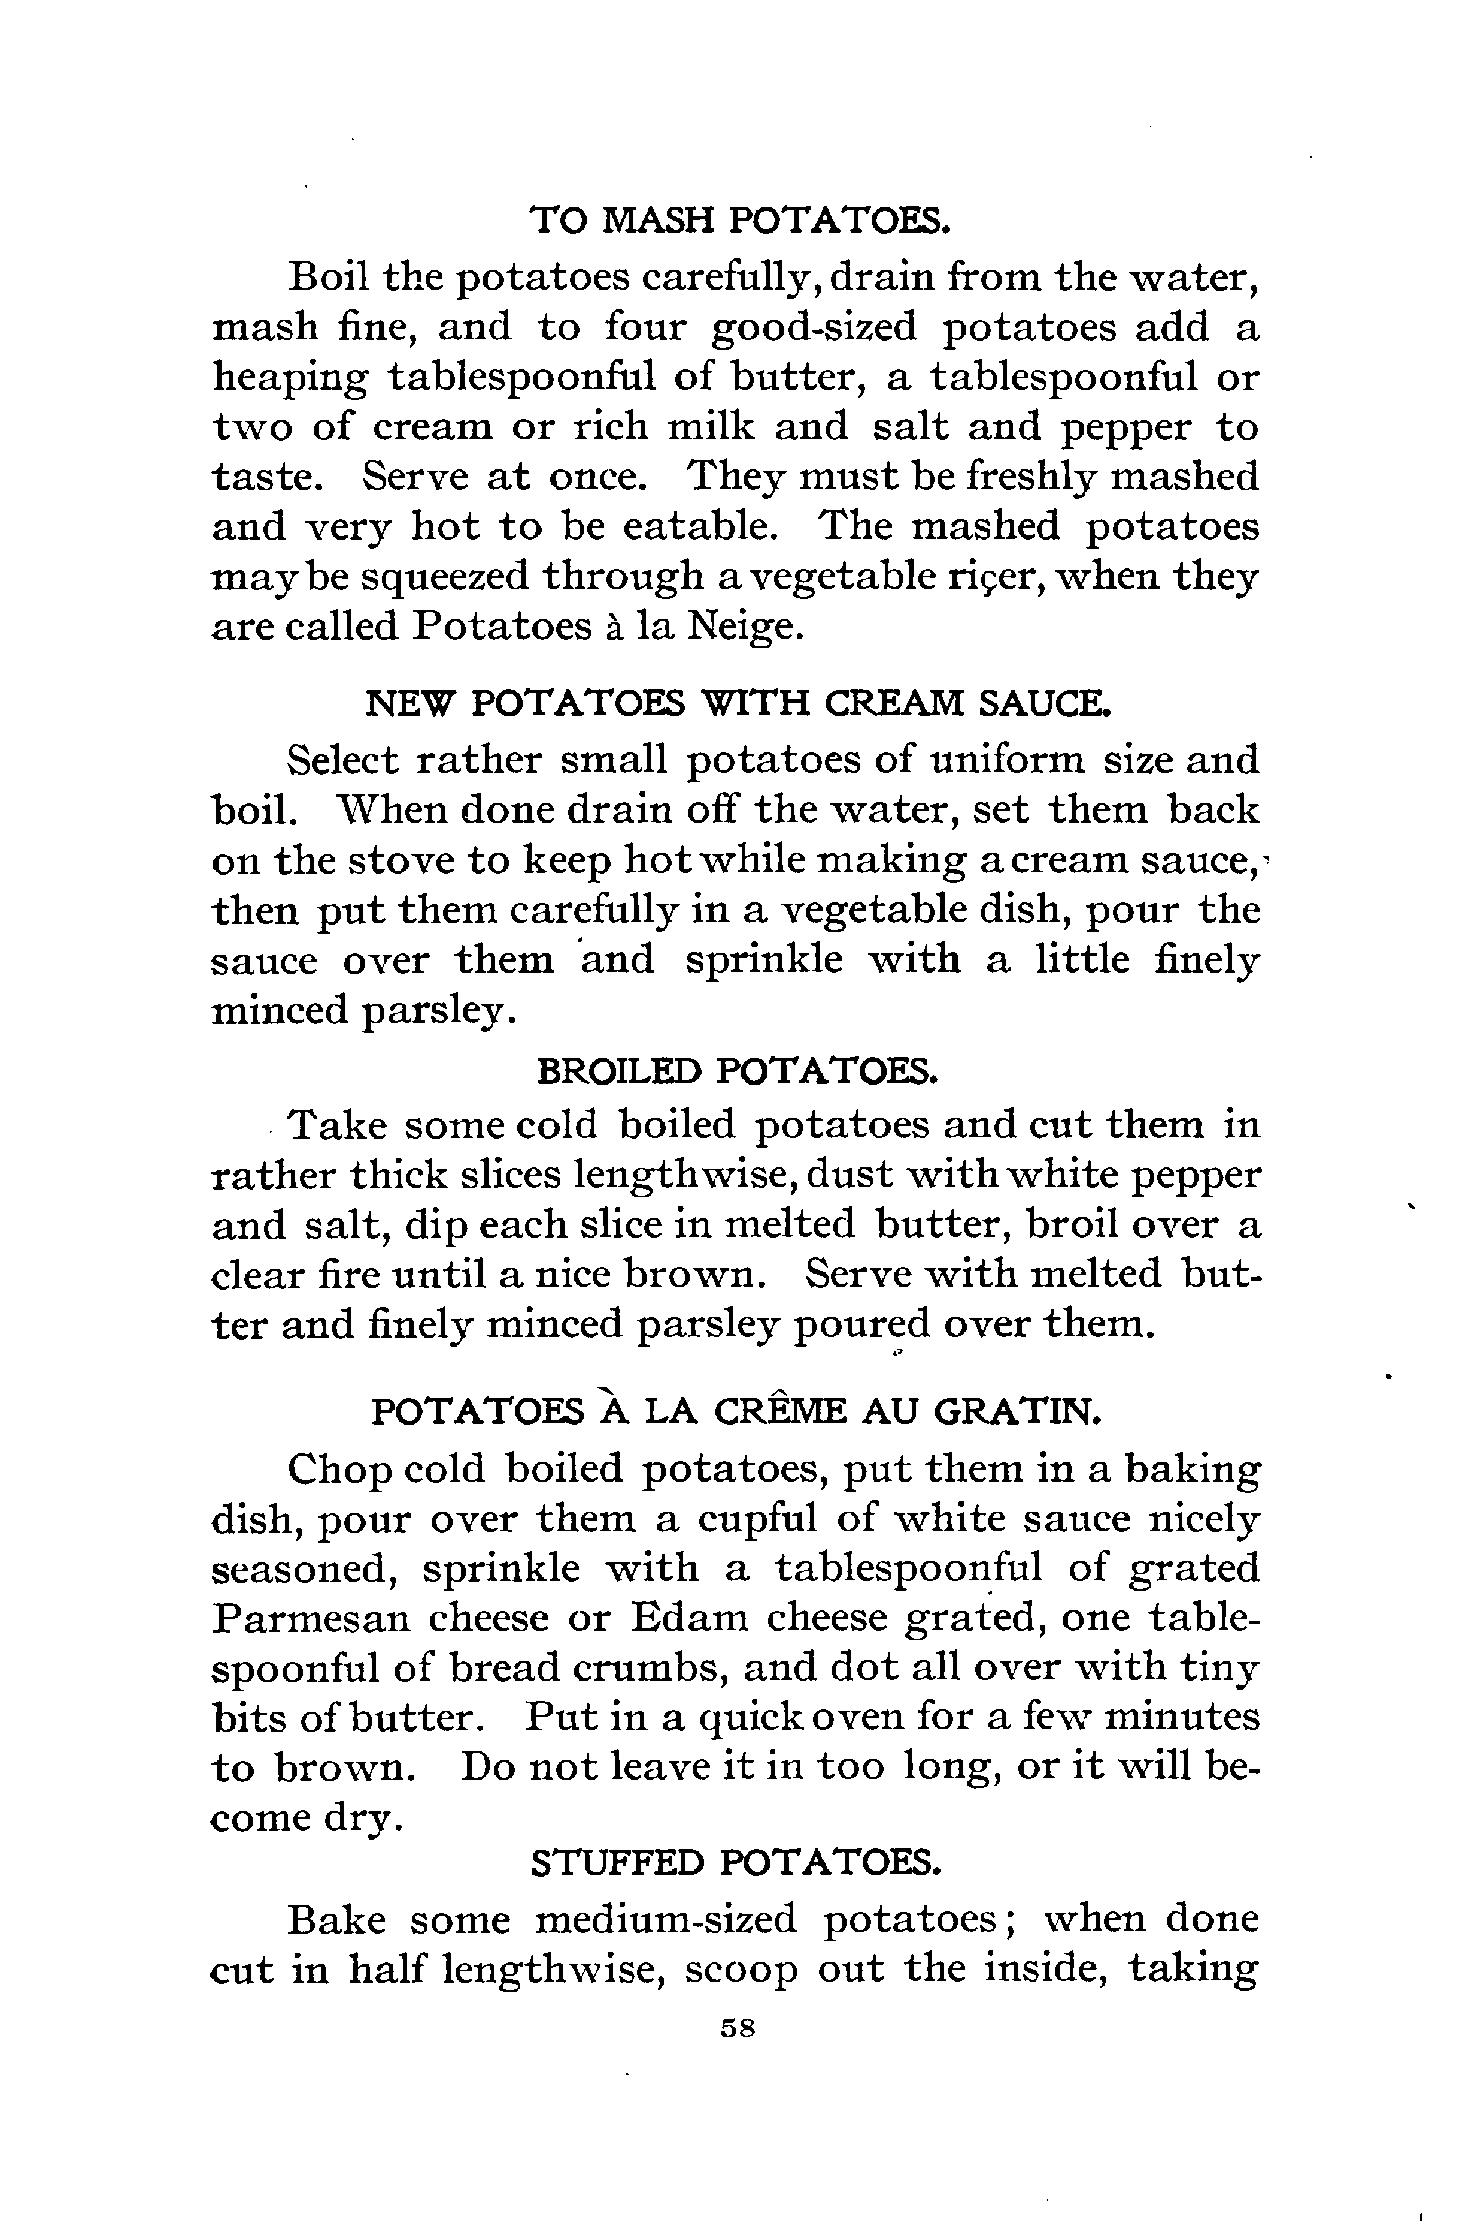 TO MASH POTATOES.
Boil the potatoes carefully, drain from the water,
mash fine, and to four good-sized potatoes add a
heaping tablespoonful of butter, a tablespoonful or
two of cream or rich milk and salt and pepper to
taste. Serve at once. They must be freshly mashed
and very hot to be eatable. The mashed potatoes
may be squeezed through a vegetable riçer, when they
are called Potatoes à la Neige.
NEW POTATOES WITH CREAM SAUCE.
Select rather small potatoes of uniform size and
boil. When done drain off the water, set them back
on the stove to keep hot while making a cream sauce,
then put them carefully in a vegetable dish, pour the
sauce over them and sprinkle with a little finely
minced parsley.
BROILED POTATOES.
Take some cold boiled potatoes and cut them in
rather thick slices lengthwise, dust with white pepper
and salt, dip each slice in melted butter, broil over a
clear fire until a nice brown. Serve with melted but-
ter and finely minced parsley poured over them.
POTATOES À LA CRÊME AU GRATIN.
Chop cold boiled potatoes, put them in a baking
dish, pour over them a cupful of white sauce nicely
seasoned, sprinkle with a tablespoonful of grated
Parmesan cheese or Edam cheese grated, one table-
spoonful of bread crumbs, and dot all over with tiny
bits of butter. Put in a quick oven for a few minutes
to brown. Do not leave it in too long, or it will be-
come dry.
STUFFED POTATOES.
Bake some medium-sized potatoes; when done
cut in half lengthwise, scoop out the inside, taking
58